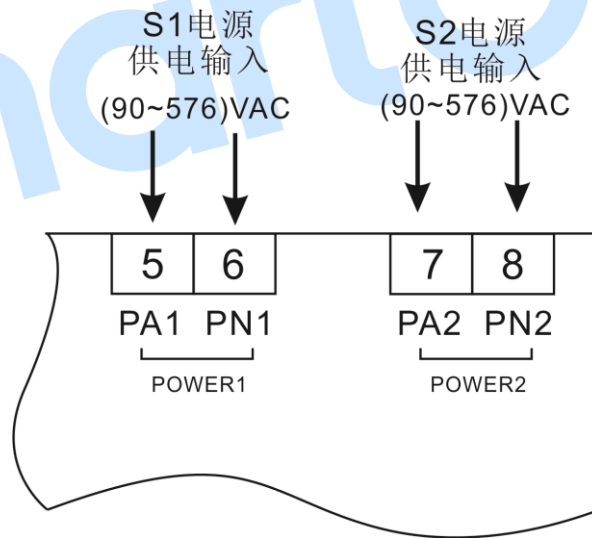 S1电源
供电输入
(90~576)VAC
S2电源
供电输入
(90~576)VAC
5 6
7 8
PA1 PN1
PA2 PN2
POWER1
POWER2